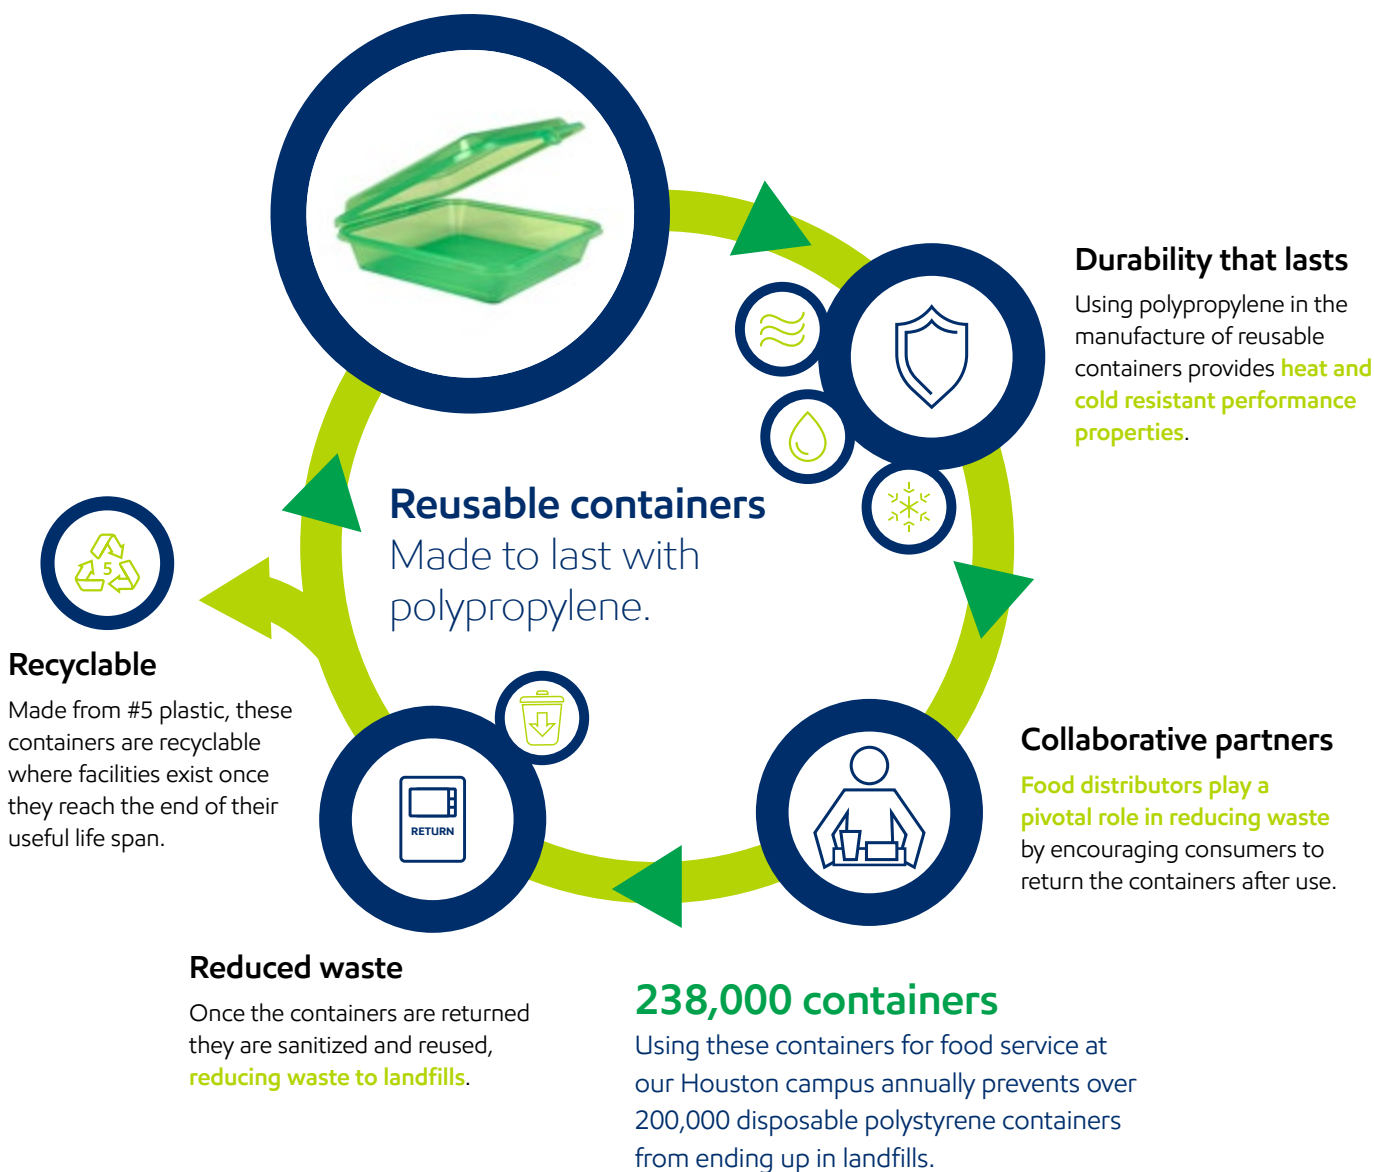 Durability that lasts
Using polypropylene in the
manufacture of reusable
containers provides heat and
cold resistant performance
properties.
Reusable containers
Made to last with
polypropylene.
5
Recyclable
Made from #5 plastic, these
containers are recyclable
where facilities exist once
they reach the end of their
useful life span.
Collaborative partners
Food distributors play a
pivotal role in reducing waste
by encouraging consumers to
return the containers after use.
RETURN
Reduced waste
Once the containers are returned
they are sanitized and reused,
reducing waste to landfills.
238,000 containers
Using these containers for food service at
our Houston campus annually prevents over
200,000 disposable polystyrene containers
from ending up in landfills.